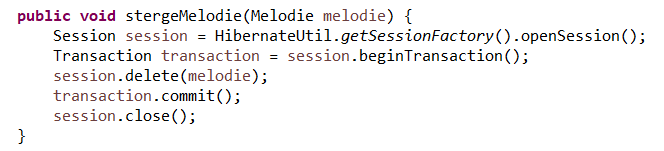 public void stergeMelodie(Melodie melodie) {
    Session session = HibernateUtil.getSessionFactory().openSession();
    Transaction transaction = session.beginTransaction();
    session.delete(melodie);
    transaction.commit();
    session.close();
}